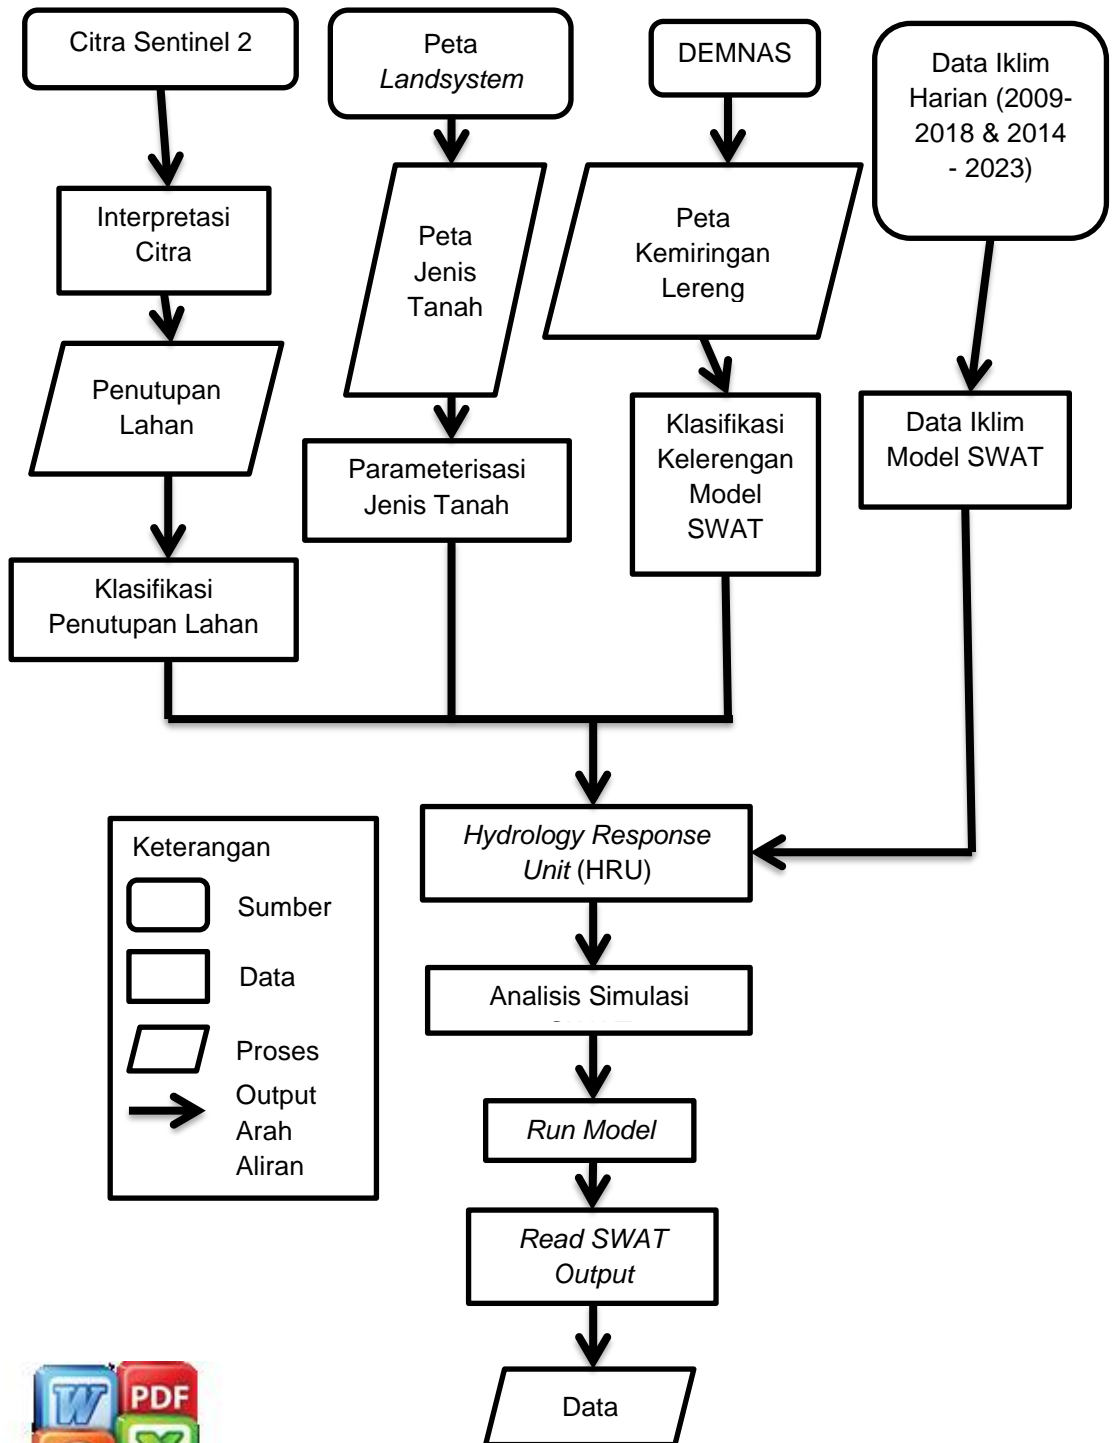 Citra Sentinel 2
Peta
Landsystem
DEMNAS
Data Iklim
Harian (2009-
2018 & 2014
- 2023)
Interpretasi
Citra
Peta
Jenis
Tanah
Peta
Kemiringan
Lereng
Penutupan
Lahan
Parameterisasi
Jenis Tanah
Klasifikasi
Kelerengan
Model
SWAT
Data Iklim
Model SWAT
Klasifikasi
Penutupan Lahan
Hydrology Response
Unit (HRU)
Keterangan
Sumber
Data
Proses
Output
Arah
Aliran
Analisis Simulasi
Run Model
Read SWAT
Output
Data
W
PDF